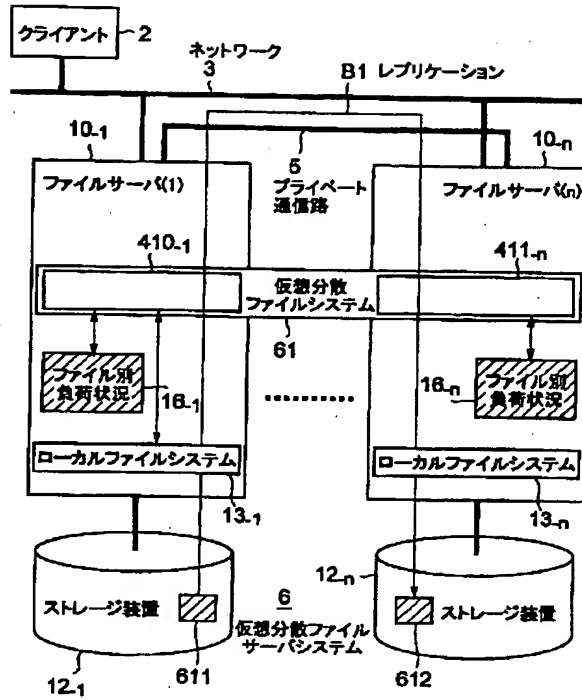 クライアント
2
ネットワーク
3
B1 レプリケーション
10-1
5
プライベート
通信路
10-n
ファイルサーバ(1)
ファイルサーバ(n)
410-1
411-n
仮想分散
ファイルシステム
61
ファイル別
負荷状況
16-1
ファイル別
負荷状況
16-n
ローカルファイルシステム
13-1
ローカルファイルシステム
13-n
12-n
ストレージ装置
6
仮想分散ファイル
サーバシステム
ストレージ装置
12-1
611
612